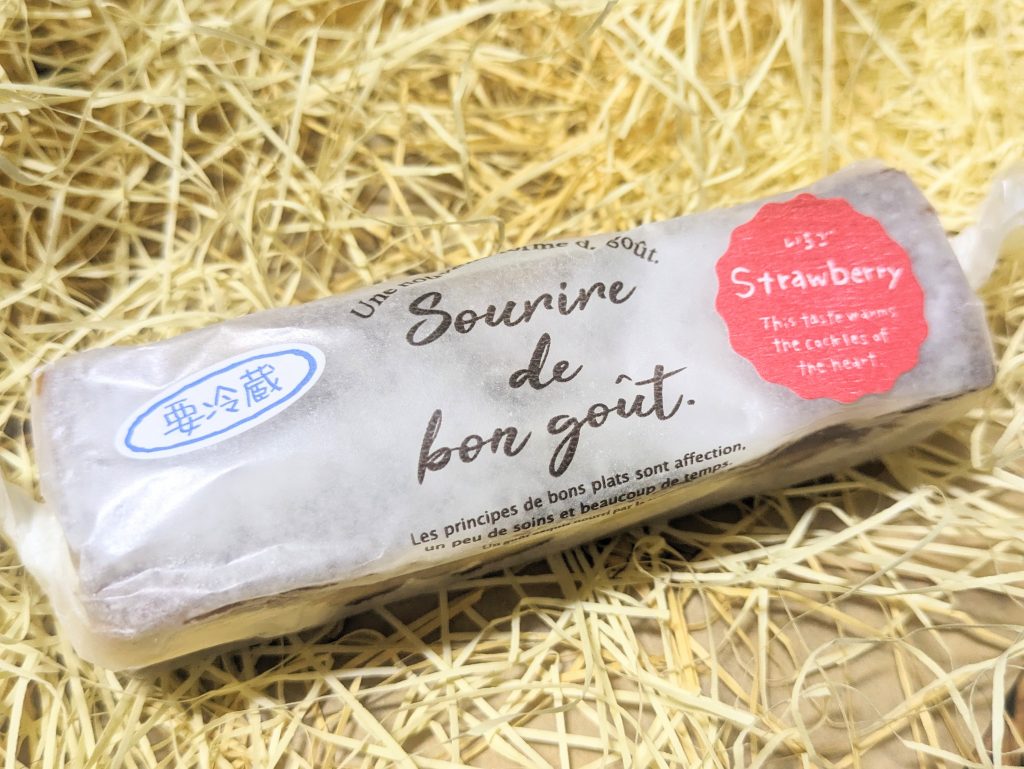 goût.
Sourire
de
bon goût.
Les principes de bons plats sont affection,
un peu de soins et beaucoup de temps.
要冷蔵
いちご
Strawberry
This taste warms
the cockles of
the heart.